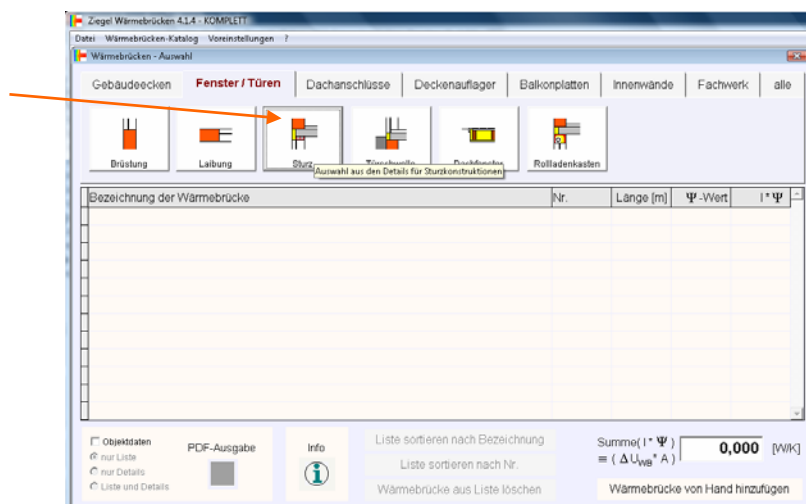 Ziegel Wärmebrücken 4.1.4 - KOMPLETT
Datei Wärmebrücken-Katalog Voreinstellungen ?
Wärmebrücken - Auswahl
Gebäudeecken Fenster / Türen Dachanschlüsse Deckenauflager Balkonplatten Innenwände Fachwerk alle
Brüstung Laibung Sturz Türschwelle Dachfenster Rollladenkasten
Auswahl aus den Details für Sturzkonstruktionen
Bezeichnung der Wärmebrücke Nr. Länge [m] Ψ -Wert l * Ψ
Objektdaten
nur Liste
nur Details
Liste und Details
PDF-Ausgabe
Info
Liste sortieren nach Bezeichnung
Liste sortieren nach Nr.
Wärmebrücke aus Liste löschen
Summe( l * Ψ )
≡ ( Δ UWB* A )
0,000 [W/K]
Wärmebrücke von Hand hinzufügen